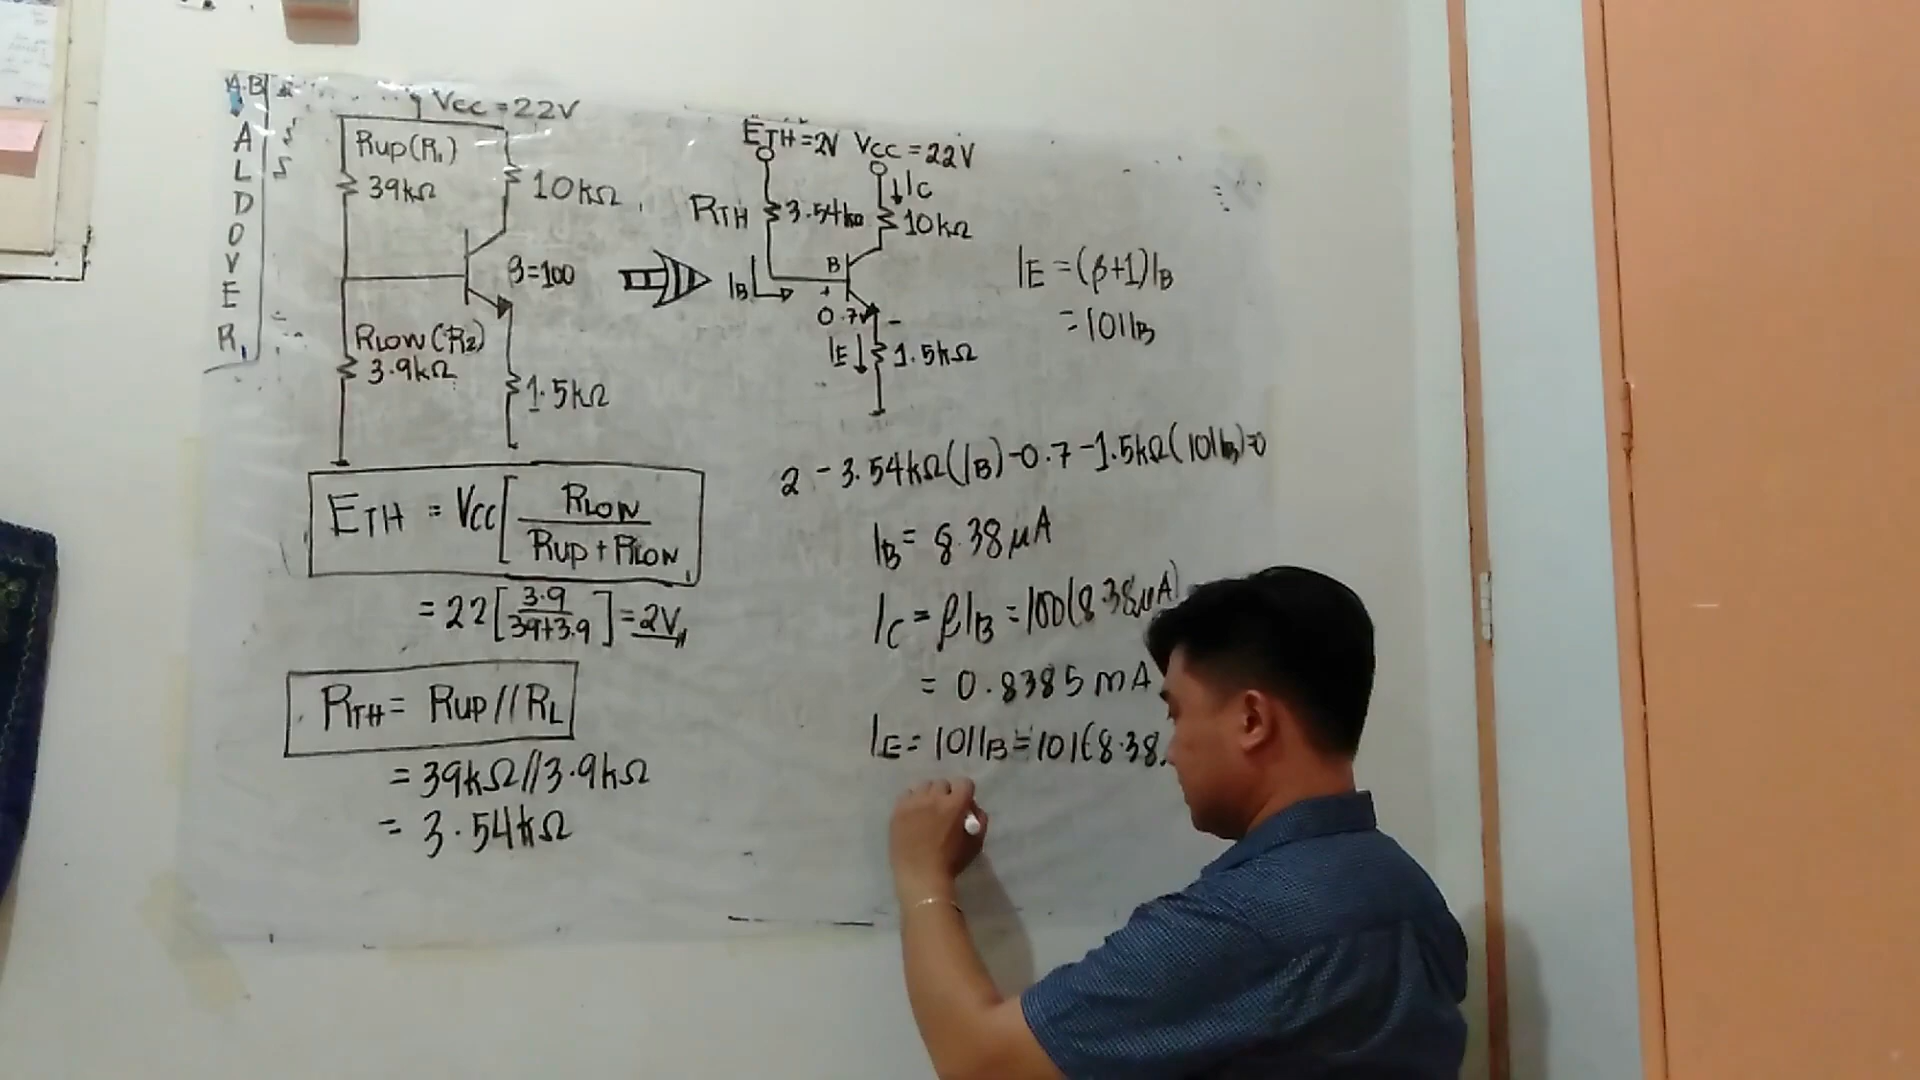 A.B
ALDOVER
Vcc = 22V
Rup(R1)
39kΩ
10kΩ
β=100
RLOW(R2)
3.9kΩ
1.5kΩ
ETH = Vcc[RLOW / Rup + RLOW
= 22[3.9 / 39+3.9] = 2V
RTH = Rup//RL
= 39kΩ//3.9kΩ
= 3.54kΩ
ETH=2V Vcc = 22V
IC
RTH 3.54kΩ 10kΩ
B
IB
+
0.7V -
IE 1.5kΩ
IE = (β+1)IB
= 101IB
2 - 3.54kΩ(IB)-0.7-1.5kΩ(101IB)=0
IB = 8.38μA
IC = βIB = 100(8.38μA)
= 0.8385mA
IE = 101IB = 101(8.38